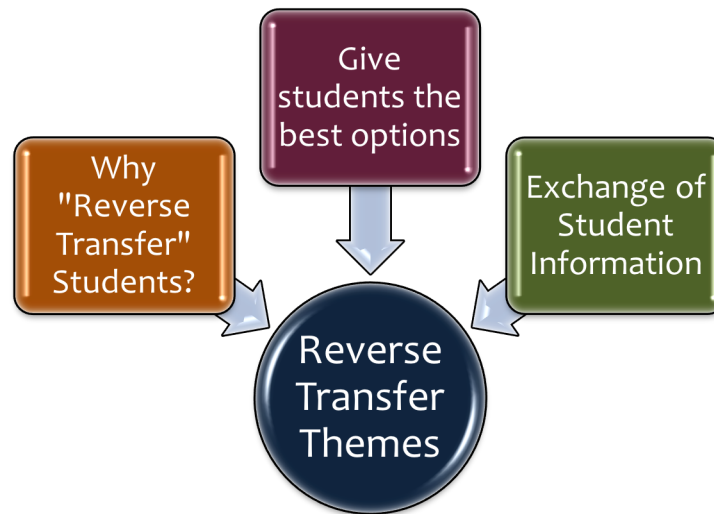 Give
students the
best options
Why
"Reverse
Transfer"
Students?
Exchange of
Student
Information
Reverse
Transfer
Themes